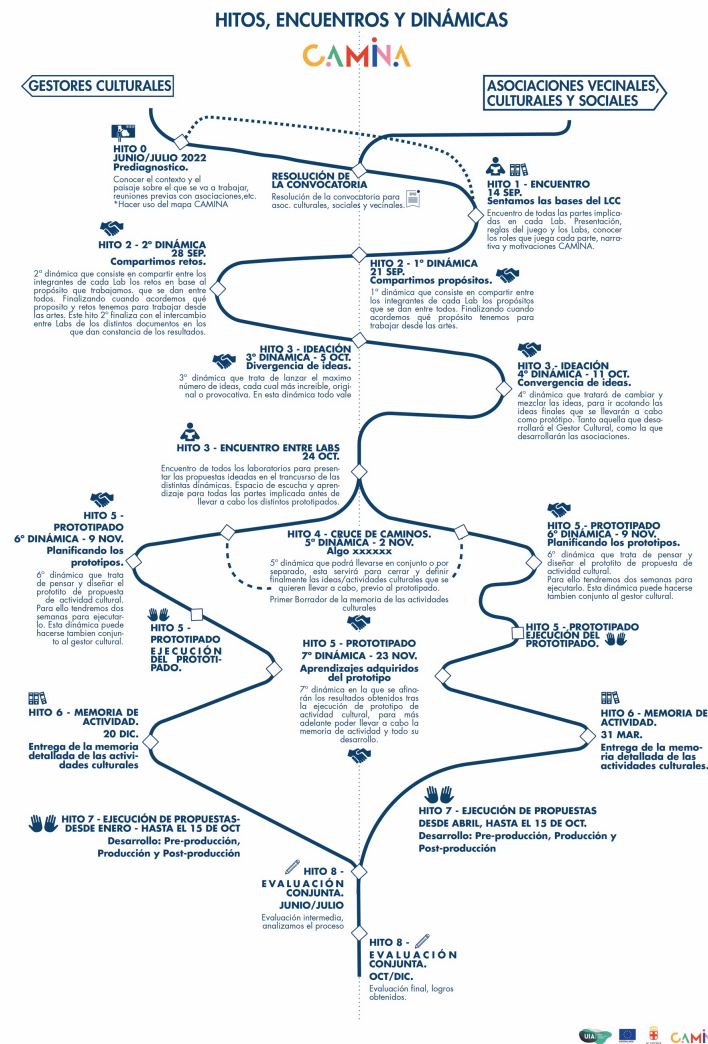 HITOS, ENCUENTROS Y DINÁMICAS
CAMINA
GESTORES CULTURALES
ASOCIACIONES VECINALES,
CULTURALES Y SOCIALES
HITO 0
JUNIO/JULIO 2022
Prediagnostico.
Conocer el contexto y el
paisaje sobre el que se va a trabajar,
reuniones previas con asociaciones,etc.
*Hacer uso del mapa CAMINA
RESOLUCIÓN DE
LA CONVOCATORIA
Resolución de la convocatoria para
asoc. culturales, sociales y vecinales.
HITO 1 - ENCUENTRO
14 SEP.
Sentamos las bases del LCC
Encuentro de todas las partes implica-
das en cada Lab. Presentación,
reglas del juego y los Labs, conocer
los roles que juega cada parte, narra-
tiva y motivaciones CAMINA.
HITO 2 - 2º DINÁMICA
28 SEP.
Compartimos retos.
2º dinámica que consiste en compartir entre los
integrantes de cada Lab los retos en base al
propósito que trabajamos. que se dan entre
todos. Finalizando cuando acordemos qué
proposito y retos tenemos para trabajar desde
las artes. Este hito 2º finaliza con el intercambio
entre Labs de los distintos documentos en los
que dan constancia de los resultados.
HITO 2 - 1º DINÁMICA
21 SEP.
Compartimos propósitos.
1º dinámica que consiste en compartir entre
los integrantes de cada Lab los propósitos
que se dan entre todos. Finalizando cuando
acordemos qué propósito tenemos para
trabajar desde las artes.
HITO 3 - IDEACIÓN
3º DINÁMICA - 5 OCT.
Divergencia de ideas.
3º dinámica que trata de lanzar el maximo
número de ideas, cada cual más increible, origi-
nal o provocativa. En esta dinámica todo vale
HITO 3 - IDEACIÓN
4º DINÁMICA - 11 OCT.
Convergencia de ideas.
4º dinámica que tratará de cambiar y
mezclar las ideas, para ir acotando las
ideas finales que se llevarán a cabo
como protótipo. Tanto aquella que desa-
rrollará el Gestor Cultural, como la que
desarrollarán las asociaciones.
HITO 3 - ENCUENTRO ENTRE LABS
24 OCT.
Encuentro de todos los laboratorios para presen-
tar las propuestas ideadas en el trancusrso de las
distintas dinámicas. Espacio de escucha y apren-
dizaje para todas las partes implicada antes de
llevar a cabo los distintos prototipados.
HITO 5 -
PROTOTIPADO
6º DINÁMICA - 9 NOV.
Planificando los
prototipos.
6º dinámica que trata
de pensar y diseñar el
prototito de propuesta
de actividad cultural.
Para ello tendremos dos
semanas para ejecutar-
lo. Esta dinámica puede
hacerse tambien conjun-
to al gestor cultural.
HITO 4 - CRUCE DE CAMINOS.
5º DINÁMICA - 2 NOV.
Algo xxxxxx
5º dinámica que podrá llevarse en conjunto o por
separado, esta servirá para cerrar y definir
finalmente las ideas/actividades culturales que se
quieren llevar a cabo, previo al prototipado.
Primer Borrador de la memoria de las actividades
culturales
HITO 5 - PROTOTIPADO
6º DINÁMICA - 9 NOV.
Planificando los prototipos.
6º dinámica que trata de pensar y
diseñar el prototito de propuesta de
actividad cultural.
Para ello tendremos dos semanas para
ejecutarlo. Esta dinámica puede hacerse
tambien conjunto al gestor cultural.
HITO 5 -
PROTOTIPADO
EJECUCIÓN
DEL PROTOTI-
PADO.
HITO 5 - PROTOTIPADO
EJECUCIÓN DEL
PROTOTIPADO.
HITO 5 - PROTOTIPADO
7º DINÁMICA - 23 NOV.
Aprendizajes adquiridos
del prototipo
7º dinámica en la que se afina-
rán los resultados obtenidos tras
la ejecución de prototipo de
actividad cultural, para más
adelante poder llevar a cabo la
memoria de actividad y todo su
desarrollo.
HITO 6 - MEMORIA DE
ACTIVIDAD.
20 DIC.
Entrega de la memoria
detallada de las activi-
dades culturales
HITO 6 - MEMORIA DE
ACTIVIDAD.
31 MAR.
Entrega de la memo-
ria detallada de las
actividades culturales.
HITO 7 - EJECUCIÓN DE PROPUESTAS-
DESDE ENERO - HASTA EL 15 DE OCT
Desarrollo: Pre-producción,
Producción y Post-producción
HITO 7 - EJECUCIÓN DE PROPUESTAS
DESDE ABRIL, HASTA EL 15 DE OCT.
Desarrollo: Pre-producción, Producción y
Post-producción
HITO 8 -
EVALUACIÓN
CONJUNTA.
JUNIO/JULIO
Evaluación intermedia,
analizamos el proceso
HITO 8 -
EVALUACIÓN
CONJUNTA.
OCT/DIC.
Evaluación final, logros
obtenidos.
UIA
CAMIN